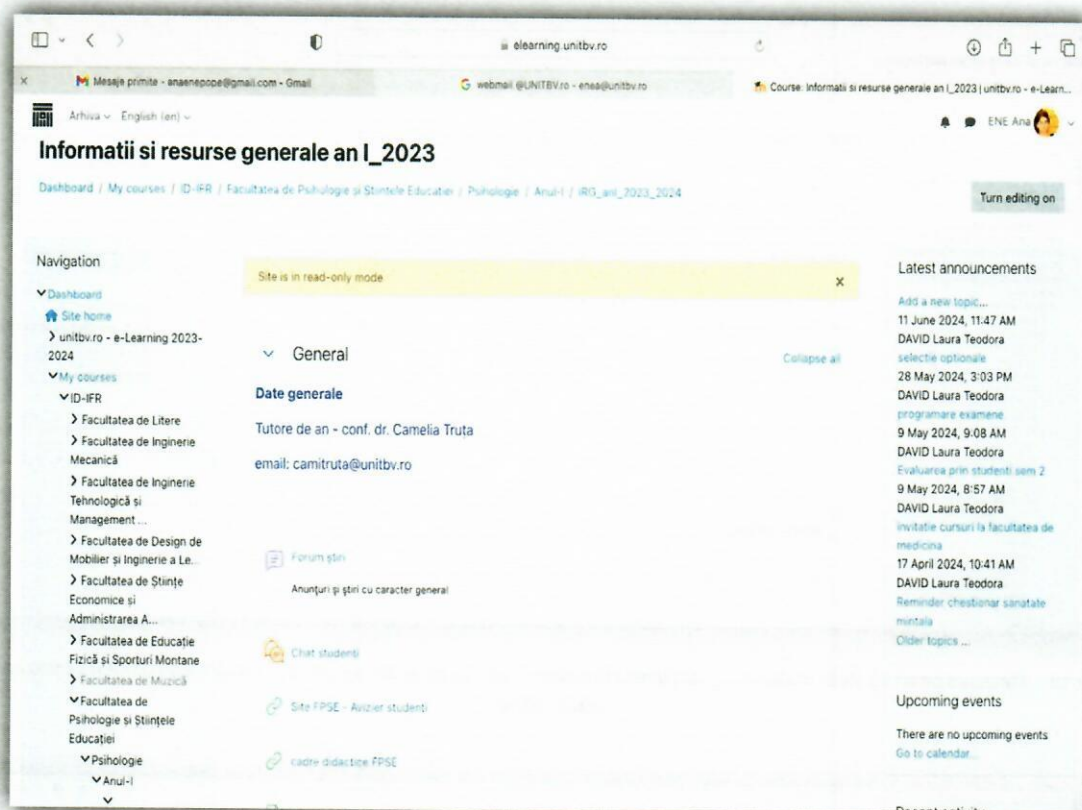 elearning.unitbv.ro
Mesaje primite - anaenepope@gmail.com - Gmail
webmail @UNITBV.ro - enea@unitbv.ro
Course: Informatii si resurse generale an I_2023 | unitbv.ro - e-Learn...
Arhiva
English (en)
ENE Ana
Informatii si resurse generale an I_2023
Dashboard / My courses / ID-IFR / Facultatea de Psihologie și Științele Educației / Psihologie / Anul-I / IRG_anI_2023_2024
Turn editing on
Navigation
Dashboard
Site home
unitbv.ro - e-Learning 2023-
2024
My courses
ID-IFR
Facultatea de Litere
Facultatea de Inginerie
Mecanică
Facultatea de Inginerie
Tehnologică și
Management ...
Facultatea de Design de
Mobilier și Inginerie a Le...
Facultatea de Științe
Economice și
Administrarea A...
Facultatea de Educație
Fizică și Sporturi Montane
Facultatea de Muzică
Facultatea de
Psihologie și Științele
Educației
Psihologie
Anul-I
Site is in read-only mode
x
General
Collapse all
Date generale
Tutore de an - conf. dr. Camelia Truța
email: camitruta@unitbv.ro
Forum știri
Anunțuri și știri cu caracter general
Chat studenți
Site FPSE - Avizier studenți
cadre didactice FPSE
Latest announcements
Add a new topic...
11 June 2024, 11:47 AM
DAVID Laura Teodora
selectie optionale
28 May 2024, 3:03 PM
DAVID Laura Teodora
programare examene
9 May 2024, 9:08 AM
DAVID Laura Teodora
Evaluarea prin studenti sem 2
9 May 2024, 8:57 AM
DAVID Laura Teodora
invitatie cursuri la facultatea de
medicina
17 April 2024, 10:41 AM
DAVID Laura Teodora
Reminder chestionar sanatate
mintala
Older topics ...
Upcoming events
There are no upcoming events
Go to calendar...